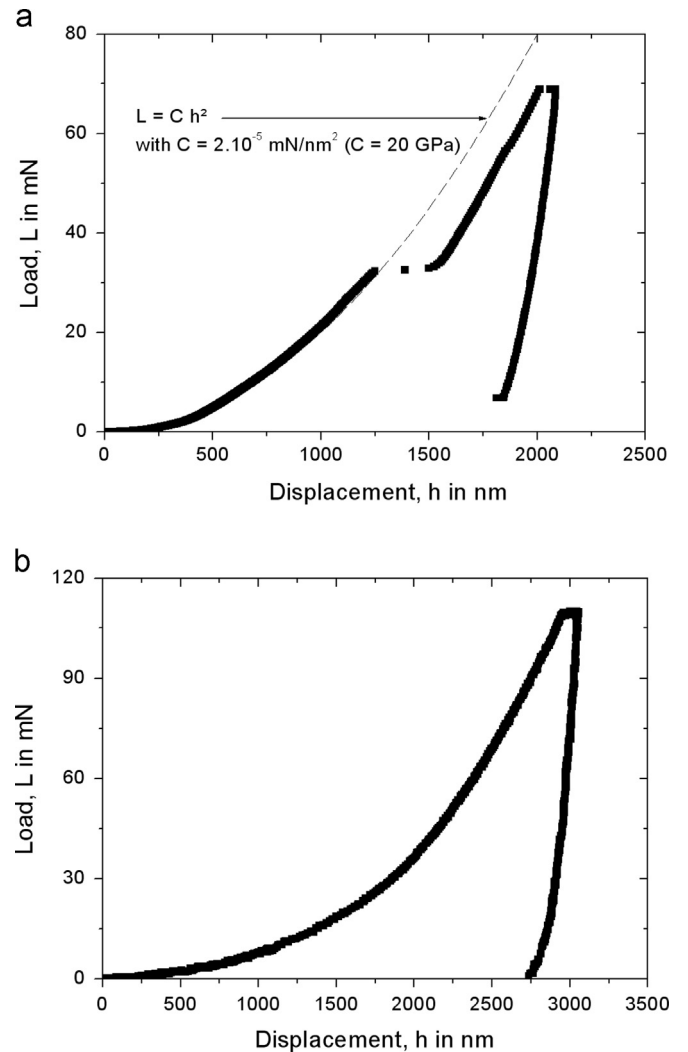 a
80
60
40
20
0
Load, L in mN
L = C h²
with C = 2.10⁻⁵ mN/nm² (C = 20 GPa)
0 500 1000 1500 2000 2500
Displacement, h in nm
b
120
90
60
30
0
Load, L in mN
0 500 1000 1500 2000 2500 3000 3500
Displacement, h in nm